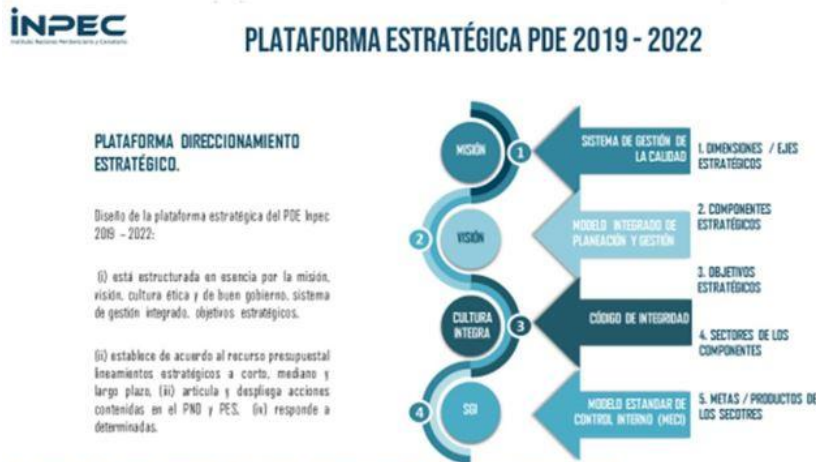 INPEC
Instituto Nacional Penitenciario y Carcelario
PLATAFORMA ESTRATÉGICA PDE 2019 - 2022
PLATAFORMA DIRECCIONAMIENTO
ESTRATÉGICO.
Diseño de la plataforma estratégica del PDE Inpec
2019 – 2022:
(i) está estructurada en esencia por la misión,
visión, cultura ética y de buen gobierno, sistema
de gestión integrado, objetivos estratégicos.
(ii) establece de acuerdo al recurso presupuestal
lineamientos estratégicos a corto, mediano y
largo plazo, (iii) articula y despliega acciones
contenidas en el PND y PES, (iv) responde a
determinadas.
MISIÓN
1
SISTEMA DE GESTIÓN DE
LA CALIDAD
2
VISIÓN
MODELO INTEGRADO DE
PLANEACIÓN Y GESTIÓN
CULTURA
INTEGRA
3
CÓDIGO DE INTEGRIDAD
4
SGI
MODELO ESTANDAR DE
CONTROL INTERNO (MECI)
1. DIMENSIONES / EJES
ESTRATÉGICOS
2. COMPONENTES
ESTRATÉGICOS
3. OBJETIVOS
ESTRATÉGICOS
4. SECTORES DE LOS
COMPONENTES
5. METAS / PRODUCTOS DE
LOS SECOTRES